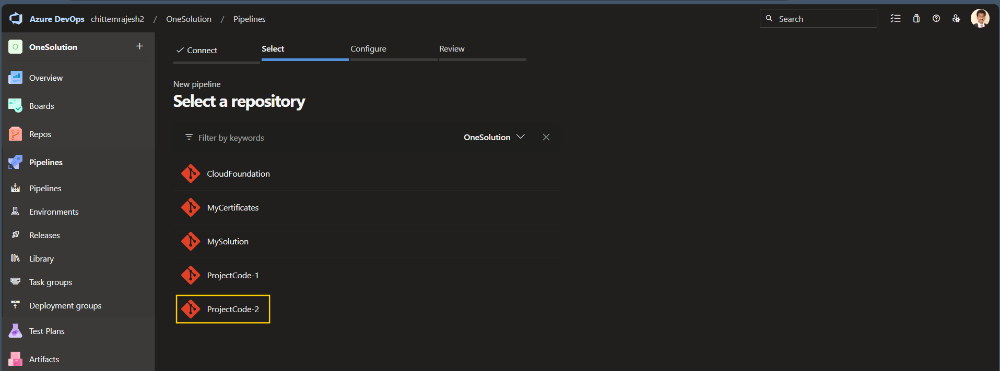 Azure DevOps chittemrajesh2 / OneSolution / Pipelines
Search
O OneSolution +
Overview
Boards
Repos
Pipelines
Pipelines
Environments
Releases
Library
Task groups
Deployment groups
Test Plans
Artifacts
Connect Select Configure Review
New pipeline
Select a repository
Filter by keywords OneSolution
CloudFoundation
MyCertificates
MySolution
ProjectCode-1
ProjectCode-2